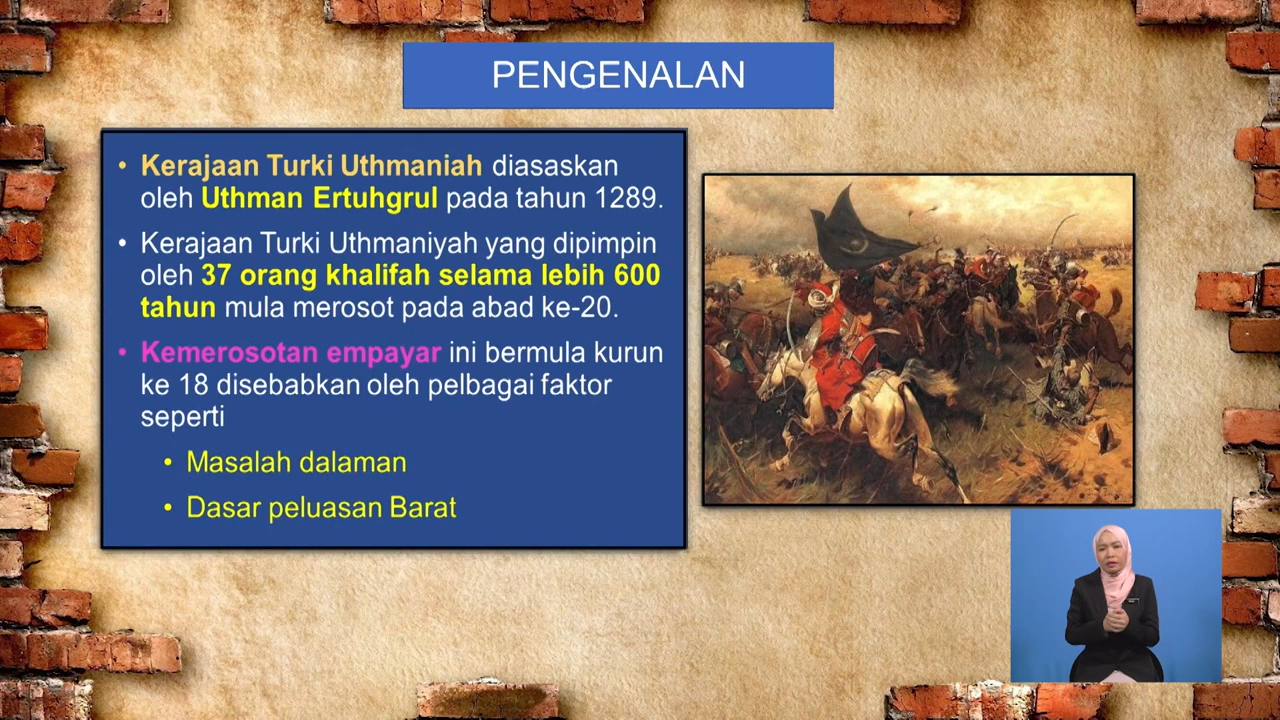 PENGENALAN
• Kerajaan Turki Uthmaniah diasaskan
oleh Uthman Ertuhgrul pada tahun 1289.
• Kerajaan Turki Uthmaniyah yang dipimpin
oleh 37 orang khalifah selama lebih 600
tahun mula merosot pada abad ke-20.
• Kemerosotan empayar ini bermula kurun
ke 18 disebabkan oleh pelbagai faktor
seperti
• Masalah dalaman
• Dasar peluasan Barat